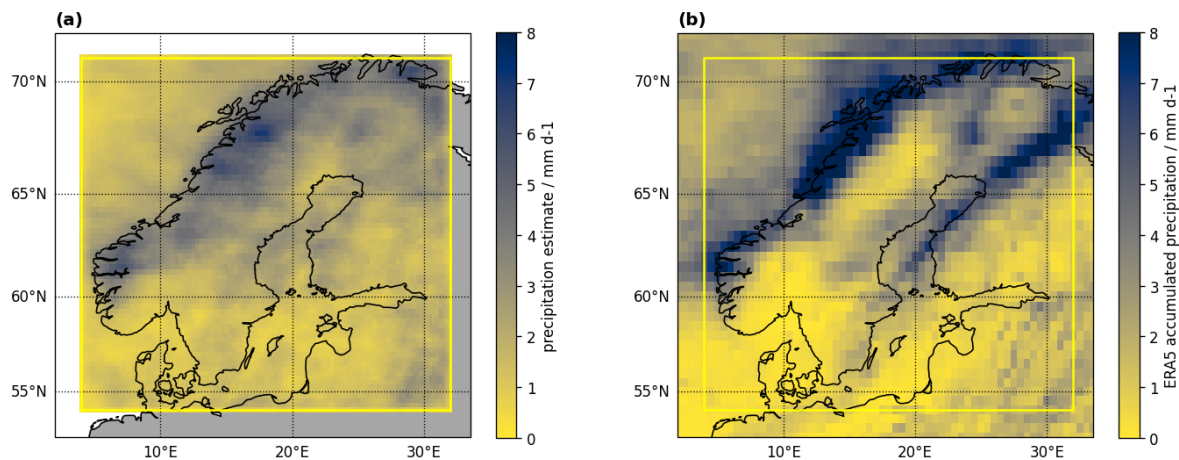 (a)
70°N
65°N
60°N
55°N
10°E
20°E
30°E
8
7
6
5
4
3
2
1
0
precipitation estimate / mm d-1
(b)
70°N
65°N
60°N
55°N
10°E
20°E
30°E
8
7
6
5
4
3
2
1
0
ERA5 accumulated precipitation / mm d-1